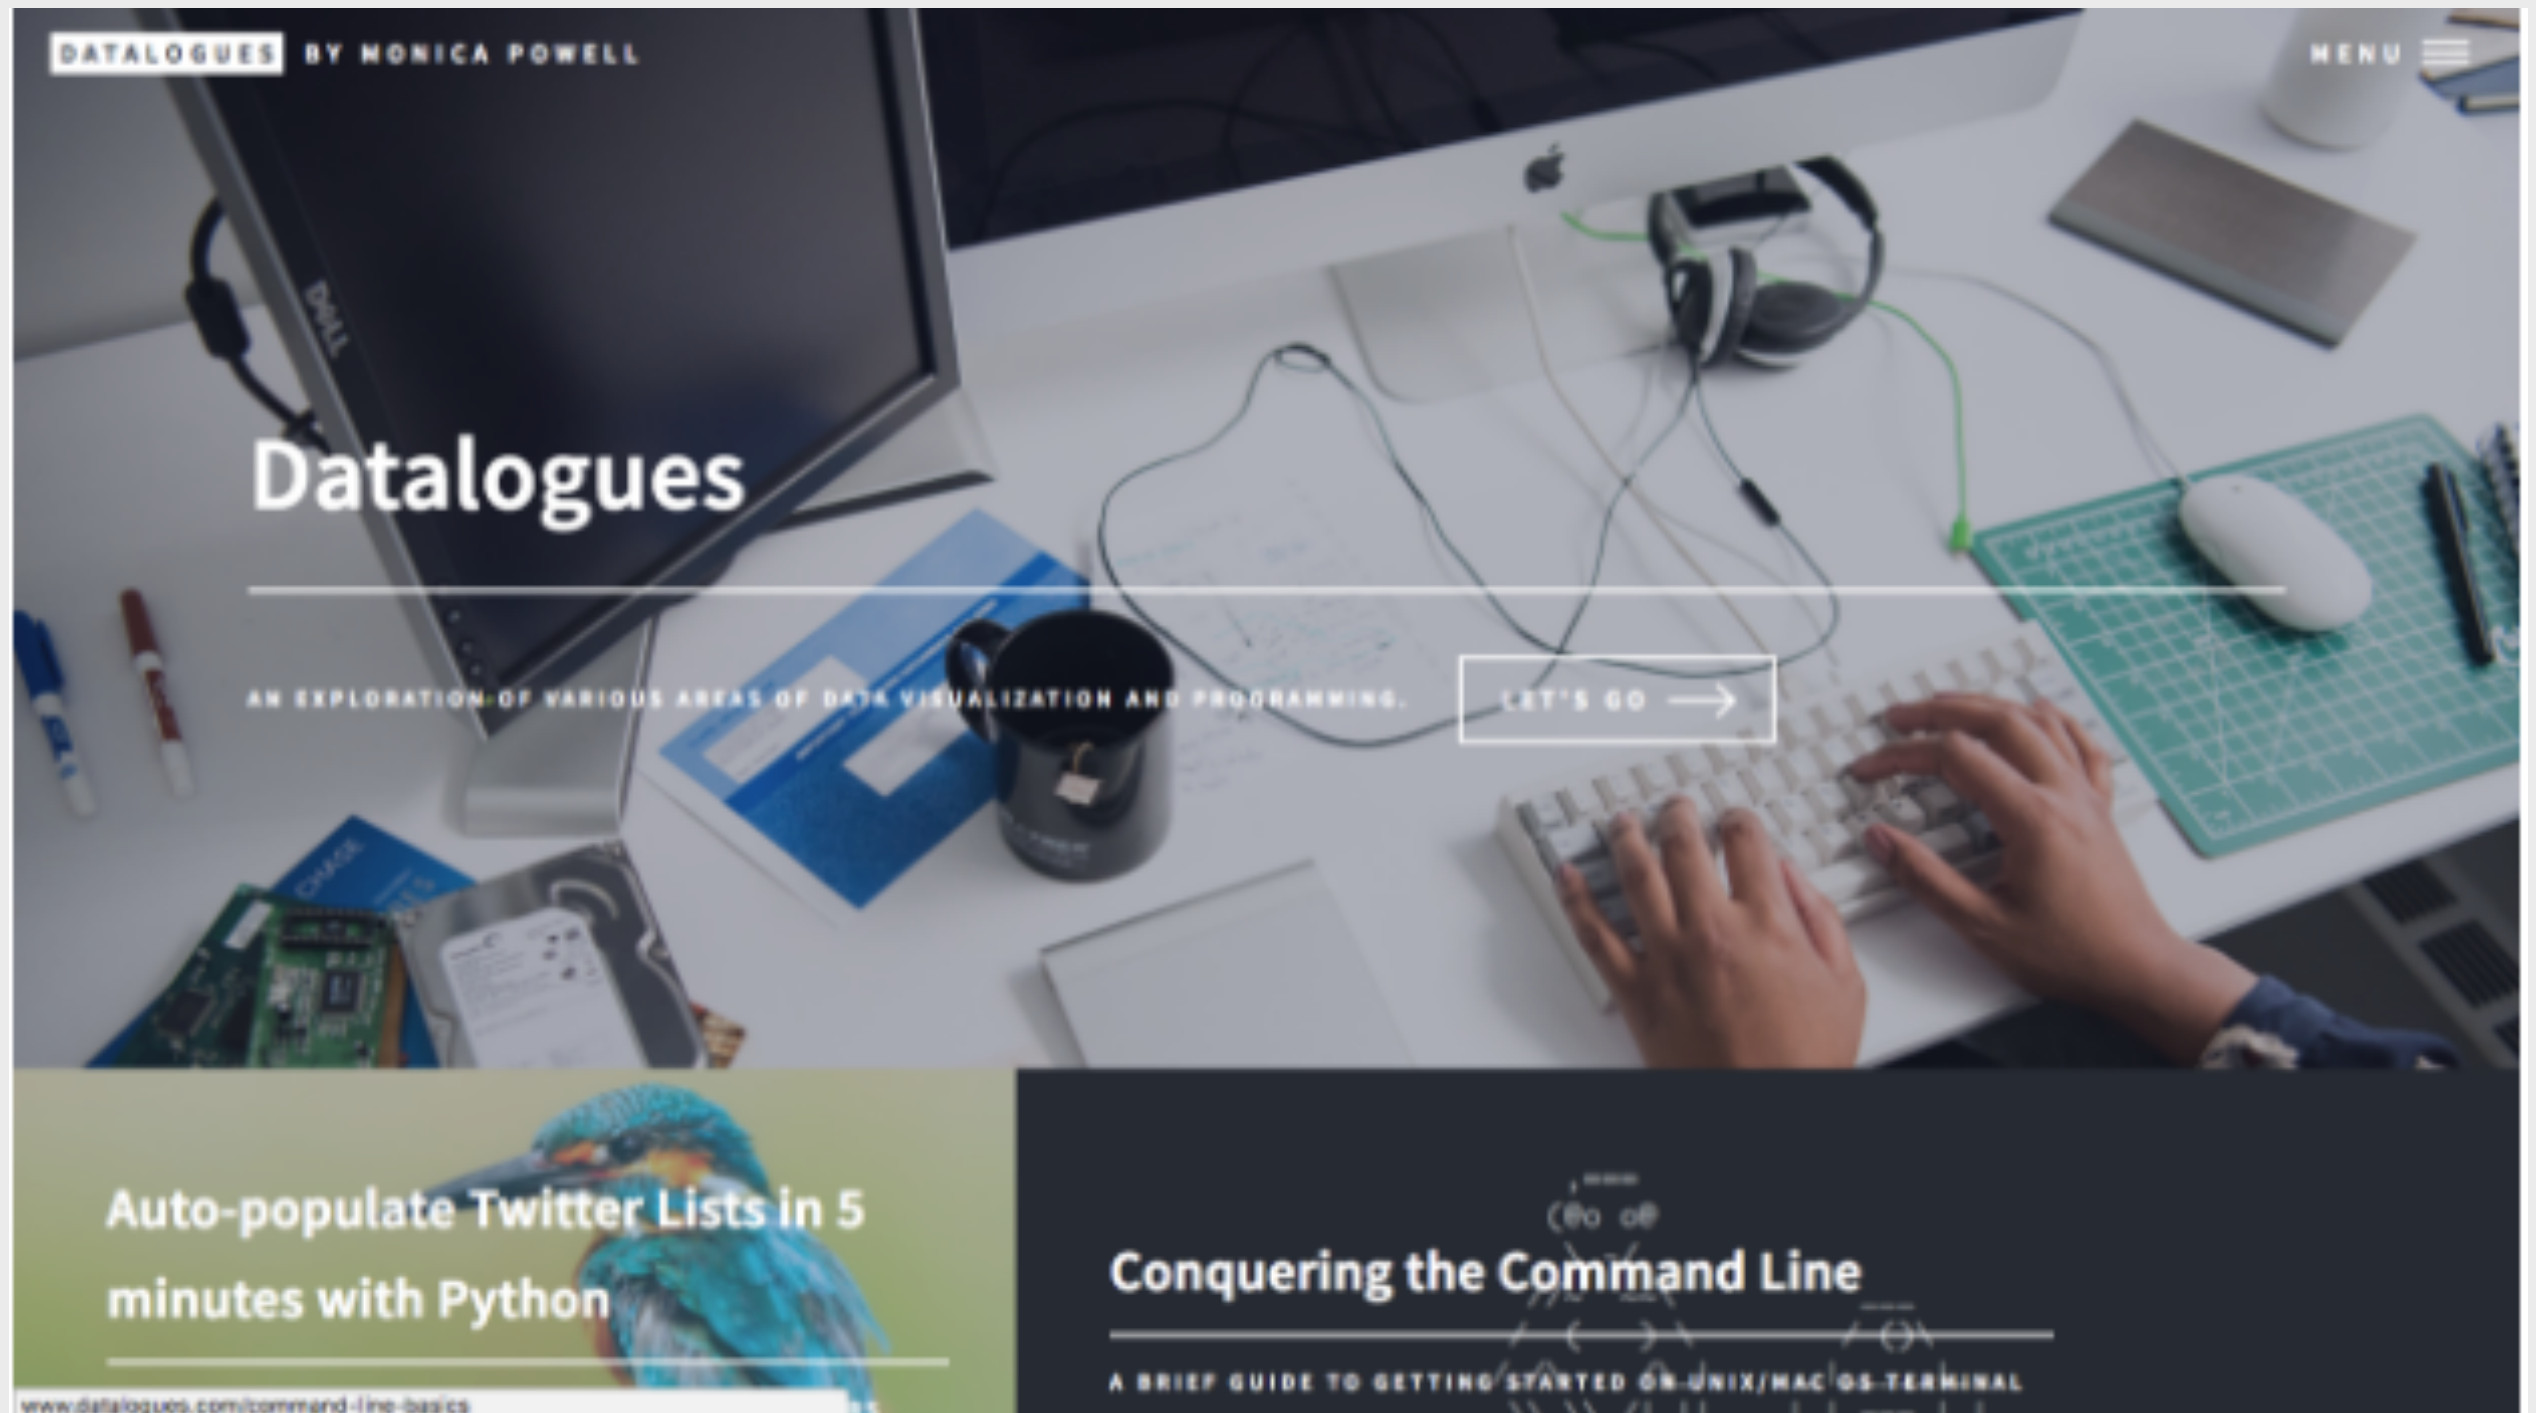 DATALOGUES BY MONICA POWELL
MENU
DELL
Datalogues
AN EXPLORATION OF VARIOUS AREAS OF DATA VISUALIZATION AND PROGRAMMING.
LET'S GO
CHASE
Auto-populate Twitter Lists in 5
minutes with Python
Conquering the Command Line
A BRIEF GUIDE TO GETTING STARTED ON UNIX/MAC OS TERMINAL
www.datalogues.com/command-line-basics